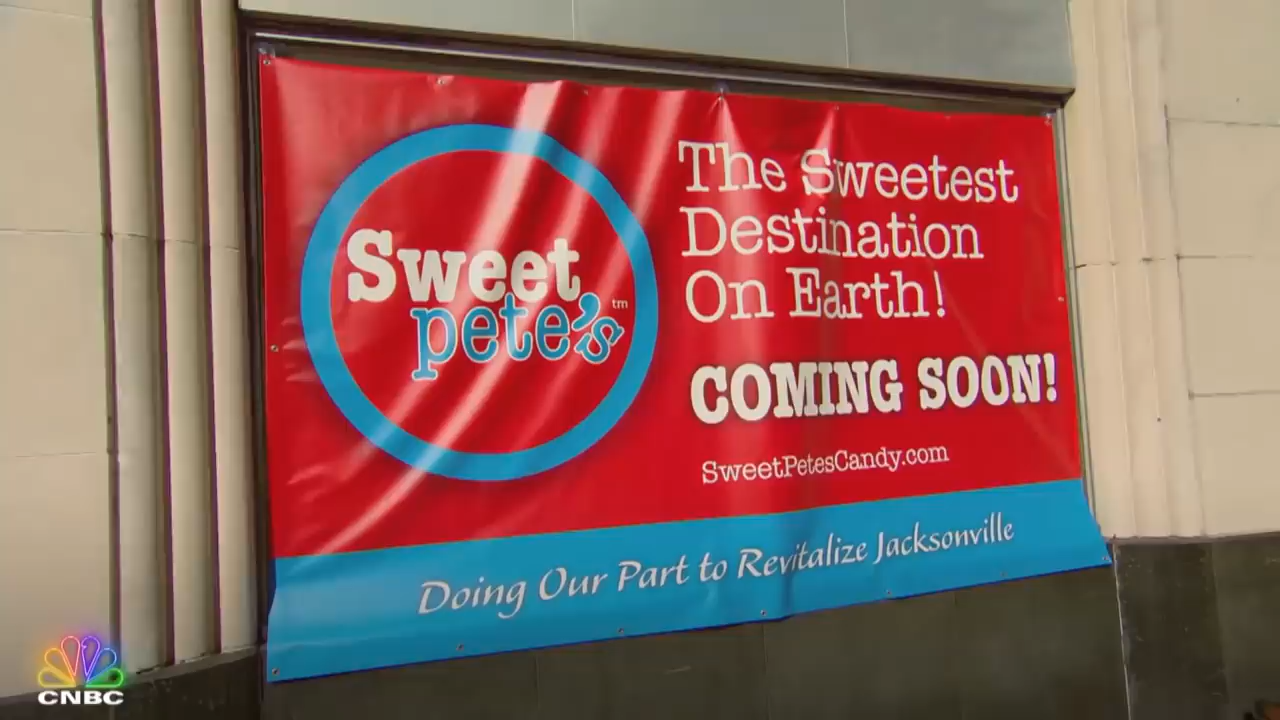 Sweet
pete's ™
The Sweetest
Destination
On Earth!
COMING SOON!
SweetPetesCandy.com
Doing Our Part to Revitalize Jacksonville
CNBC